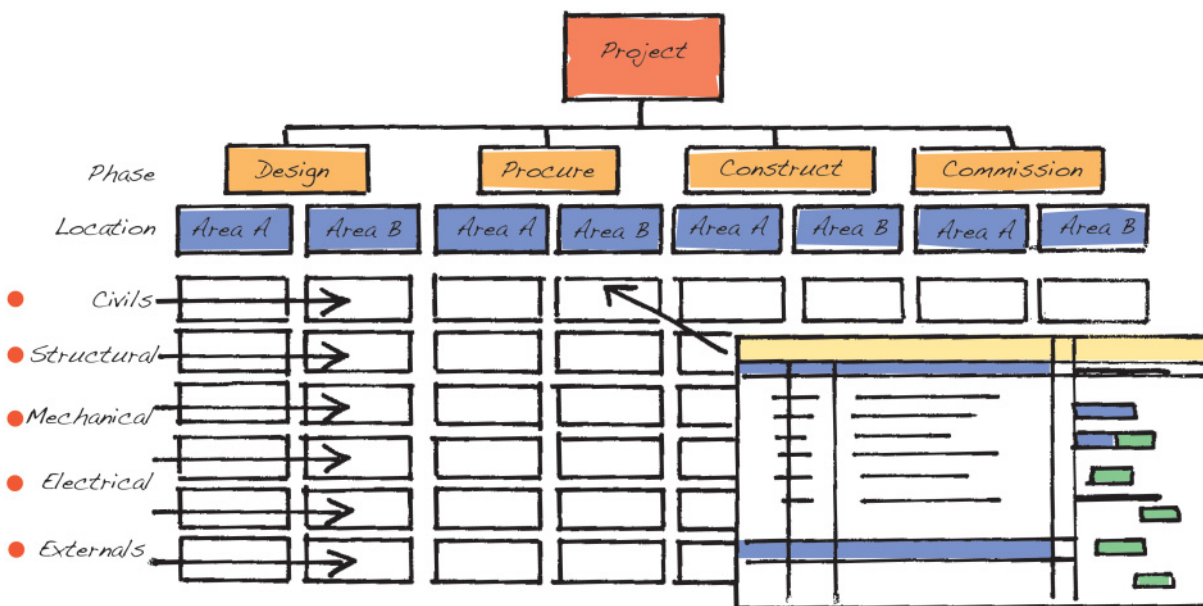 Project
Phase Design Procure Construct Commission
Location Area A Area B Area A Area B Area A Area B Area A Area B
Civils
Structural
Mechanical
Electrical
Externals